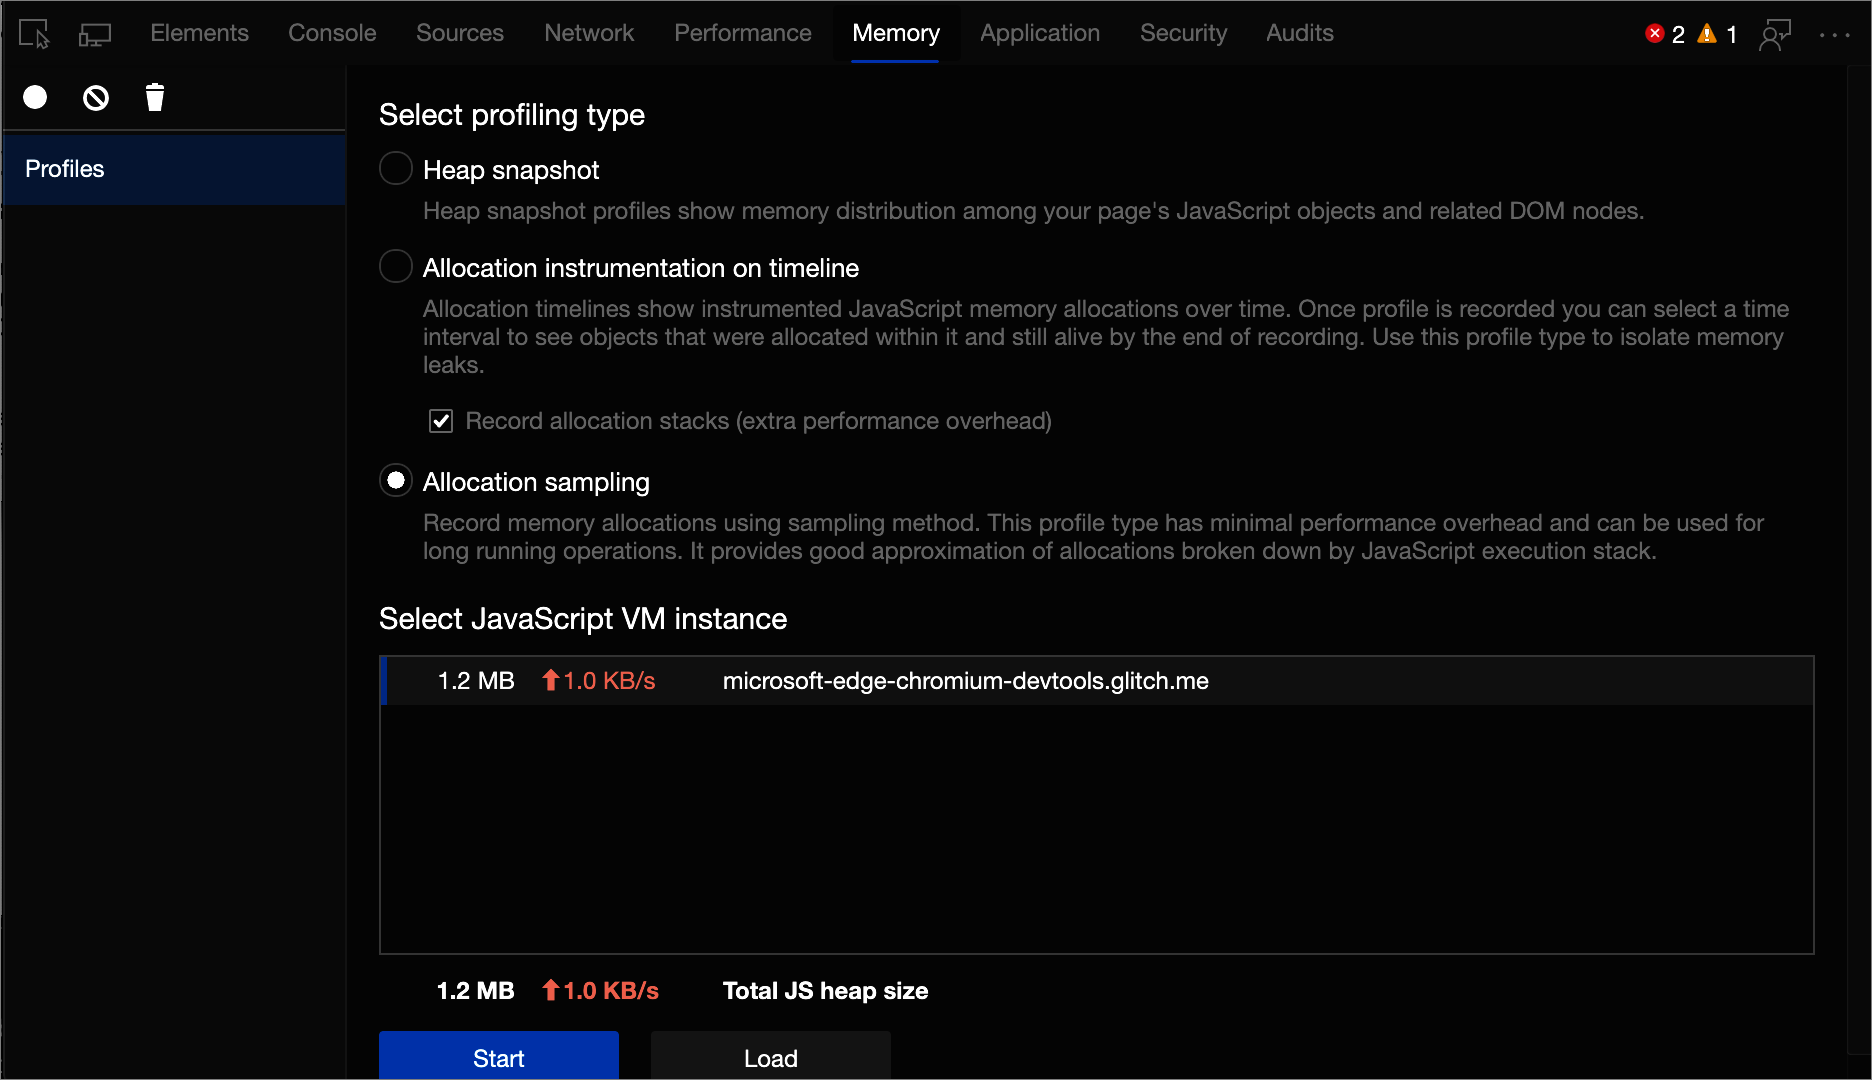 Elements Console Sources Network Performance Memory Application Security Audits 2 1
Profiles
Select profiling type
Heap snapshot
Heap snapshot profiles show memory distribution among your page's JavaScript objects and related DOM nodes.
Allocation instrumentation on timeline
Allocation timelines show instrumented JavaScript memory allocations over time. Once profile is recorded you can select a time
interval to see objects that were allocated within it and still alive by the end of recording. Use this profile type to isolate memory
leaks.
Record allocation stacks (extra performance overhead)
Allocation sampling
Record memory allocations using sampling method. This profile type has minimal performance overhead and can be used for
long running operations. It provides good approximation of allocations broken down by JavaScript execution stack.
Select JavaScript VM instance
1.2 MB 1.0 KB/s microsoft-edge-chromium-devtools.glitch.me
1.2 MB 1.0 KB/s Total JS heap size
Start Load